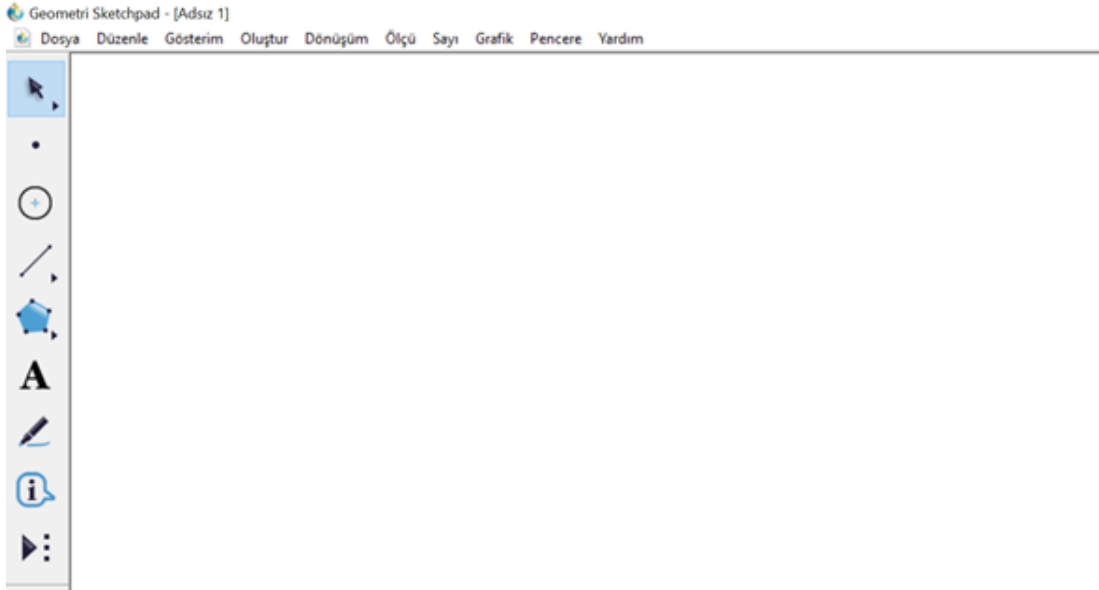 Geometri Sketchpad - [Adsız 1]
Dosya Düzenle Gösterim Oluştur Dönüşüm Ölçü Sayı Grafik Pencere Yardım
A
i